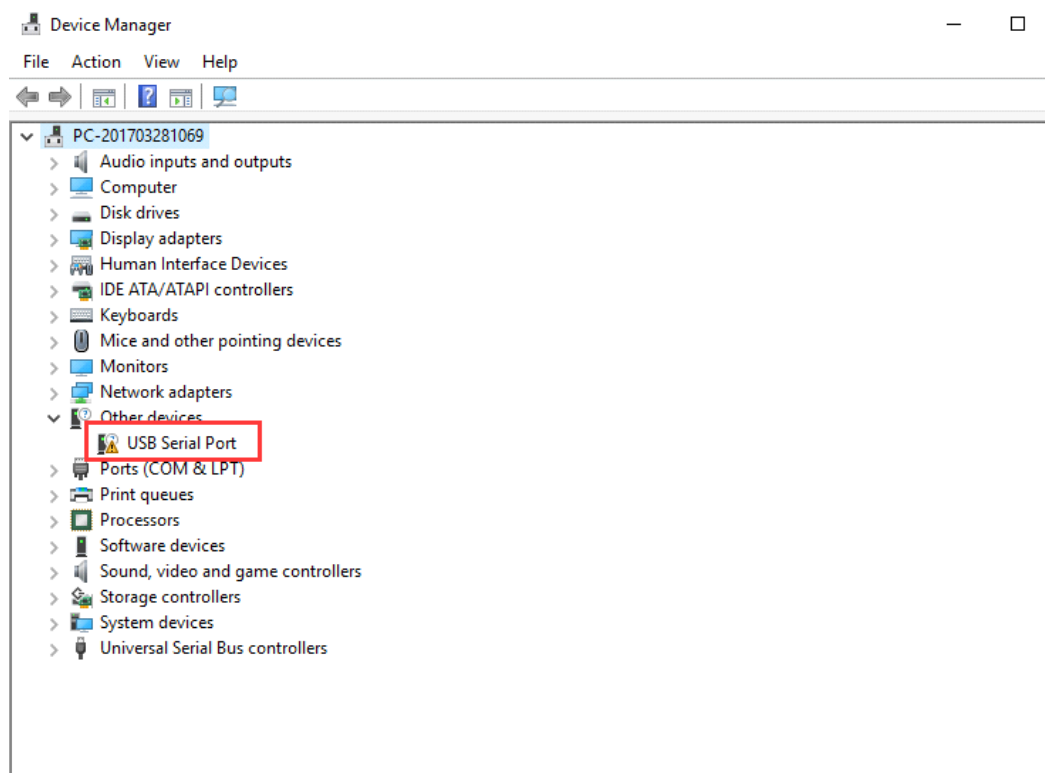 Device Manager
File Action View Help
PC-201703281069
Audio inputs and outputs
Computer
Disk drives
Display adapters
Human Interface Devices
IDE ATA/ATAPI controllers
Keyboards
Mice and other pointing devices
Monitors
Network adapters
Other devices
USB Serial Port
Ports (COM & LPT)
Print queues
Processors
Software devices
Sound, video and game controllers
Storage controllers
System devices
Universal Serial Bus controllers